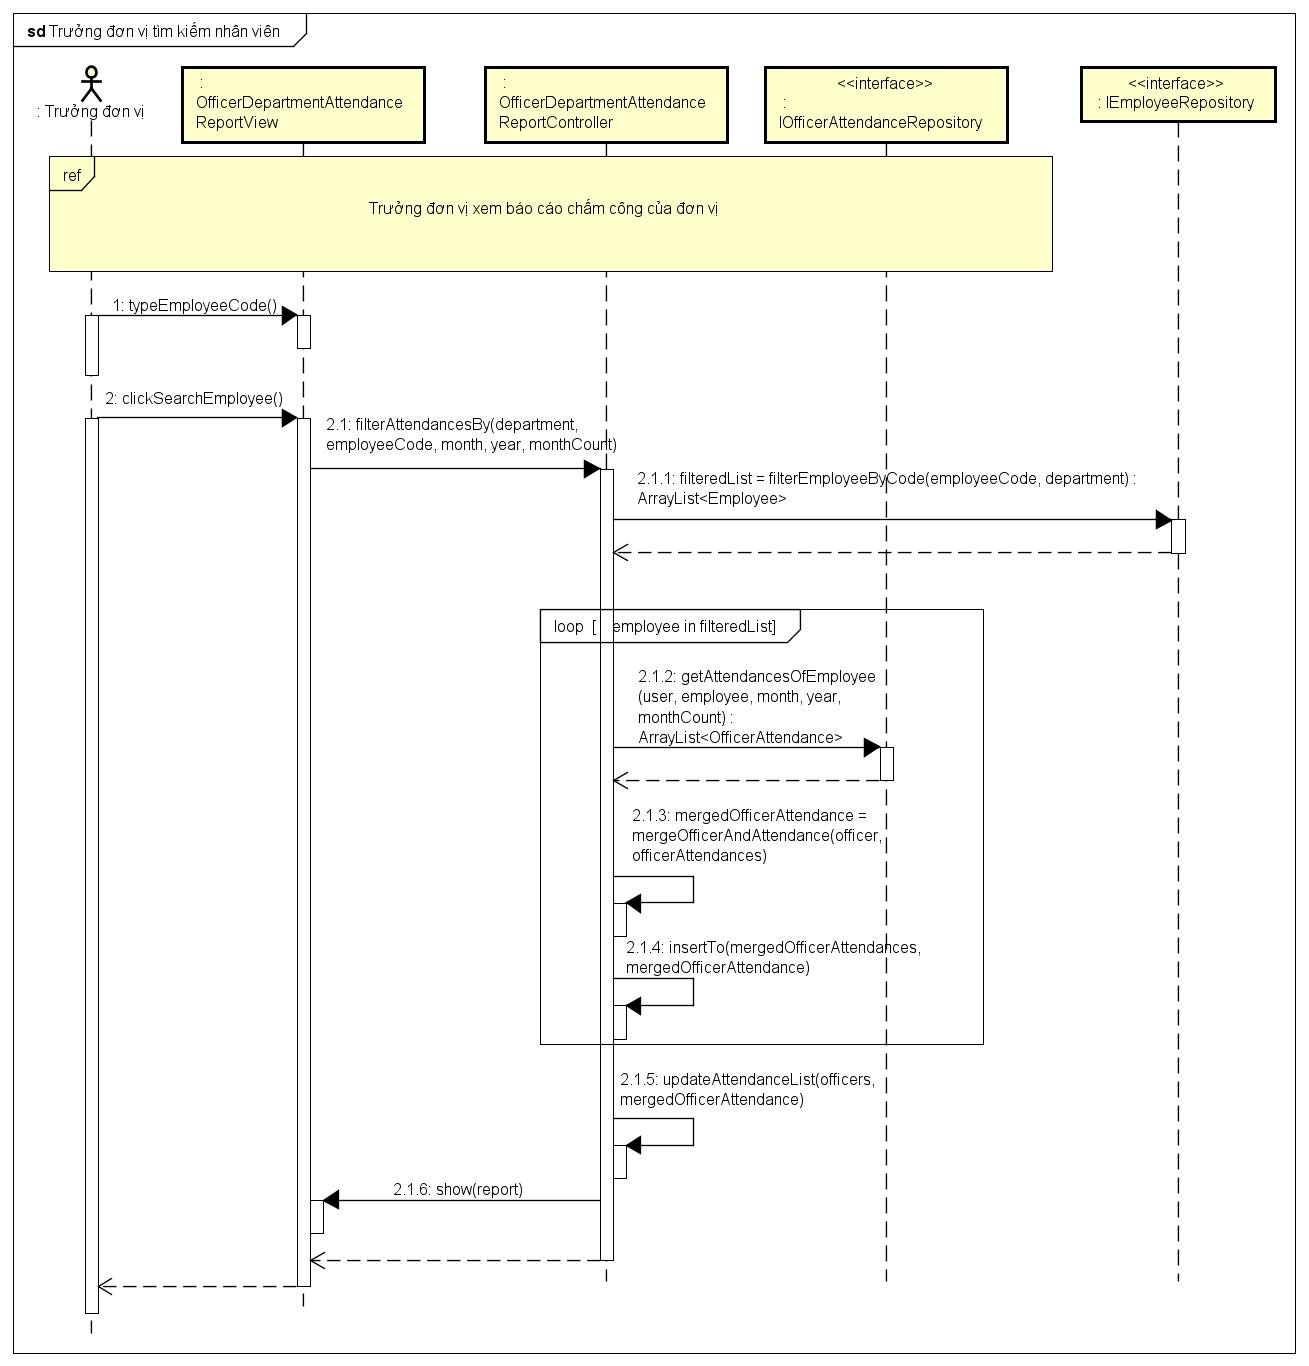 sd Trưởng đơn vị tìm kiếm nhân viên
: Trưởng đơn vị
:
OfficerDepartmentAttendance
ReportView
:
OfficerDepartmentAttendance
ReportController
<<interface>>
:
IOfficerAttendanceRepository
<<interface>>
: IEmployeeRepository
ref
Trưởng đơn vị xem báo cáo chấm công của đơn vị
1: typeEmployeeCode()
2: clickSearchEmployee()
2.1: filterAttendancesBy(department,
employeeCode, month, year, monthCount)
2.1.1: filteredList = filterEmployeeByCode(employeeCode, department) :
ArrayList<Employee>
loop [ employee in filteredList]
2.1.2: getAttendancesOfEmployee
(user, employee, month, year,
monthCount) :
ArrayList<OfficerAttendance>
2.1.3: mergedOfficerAttendance =
mergeOfficerAndAttendance(officer,
officerAttendances)
2.1.4: insertTo(mergedOfficerAttendances,
mergedOfficerAttendance)
2.1.5: updateAttendanceList(officers,
mergedOfficerAttendance)
2.1.6: show(report)